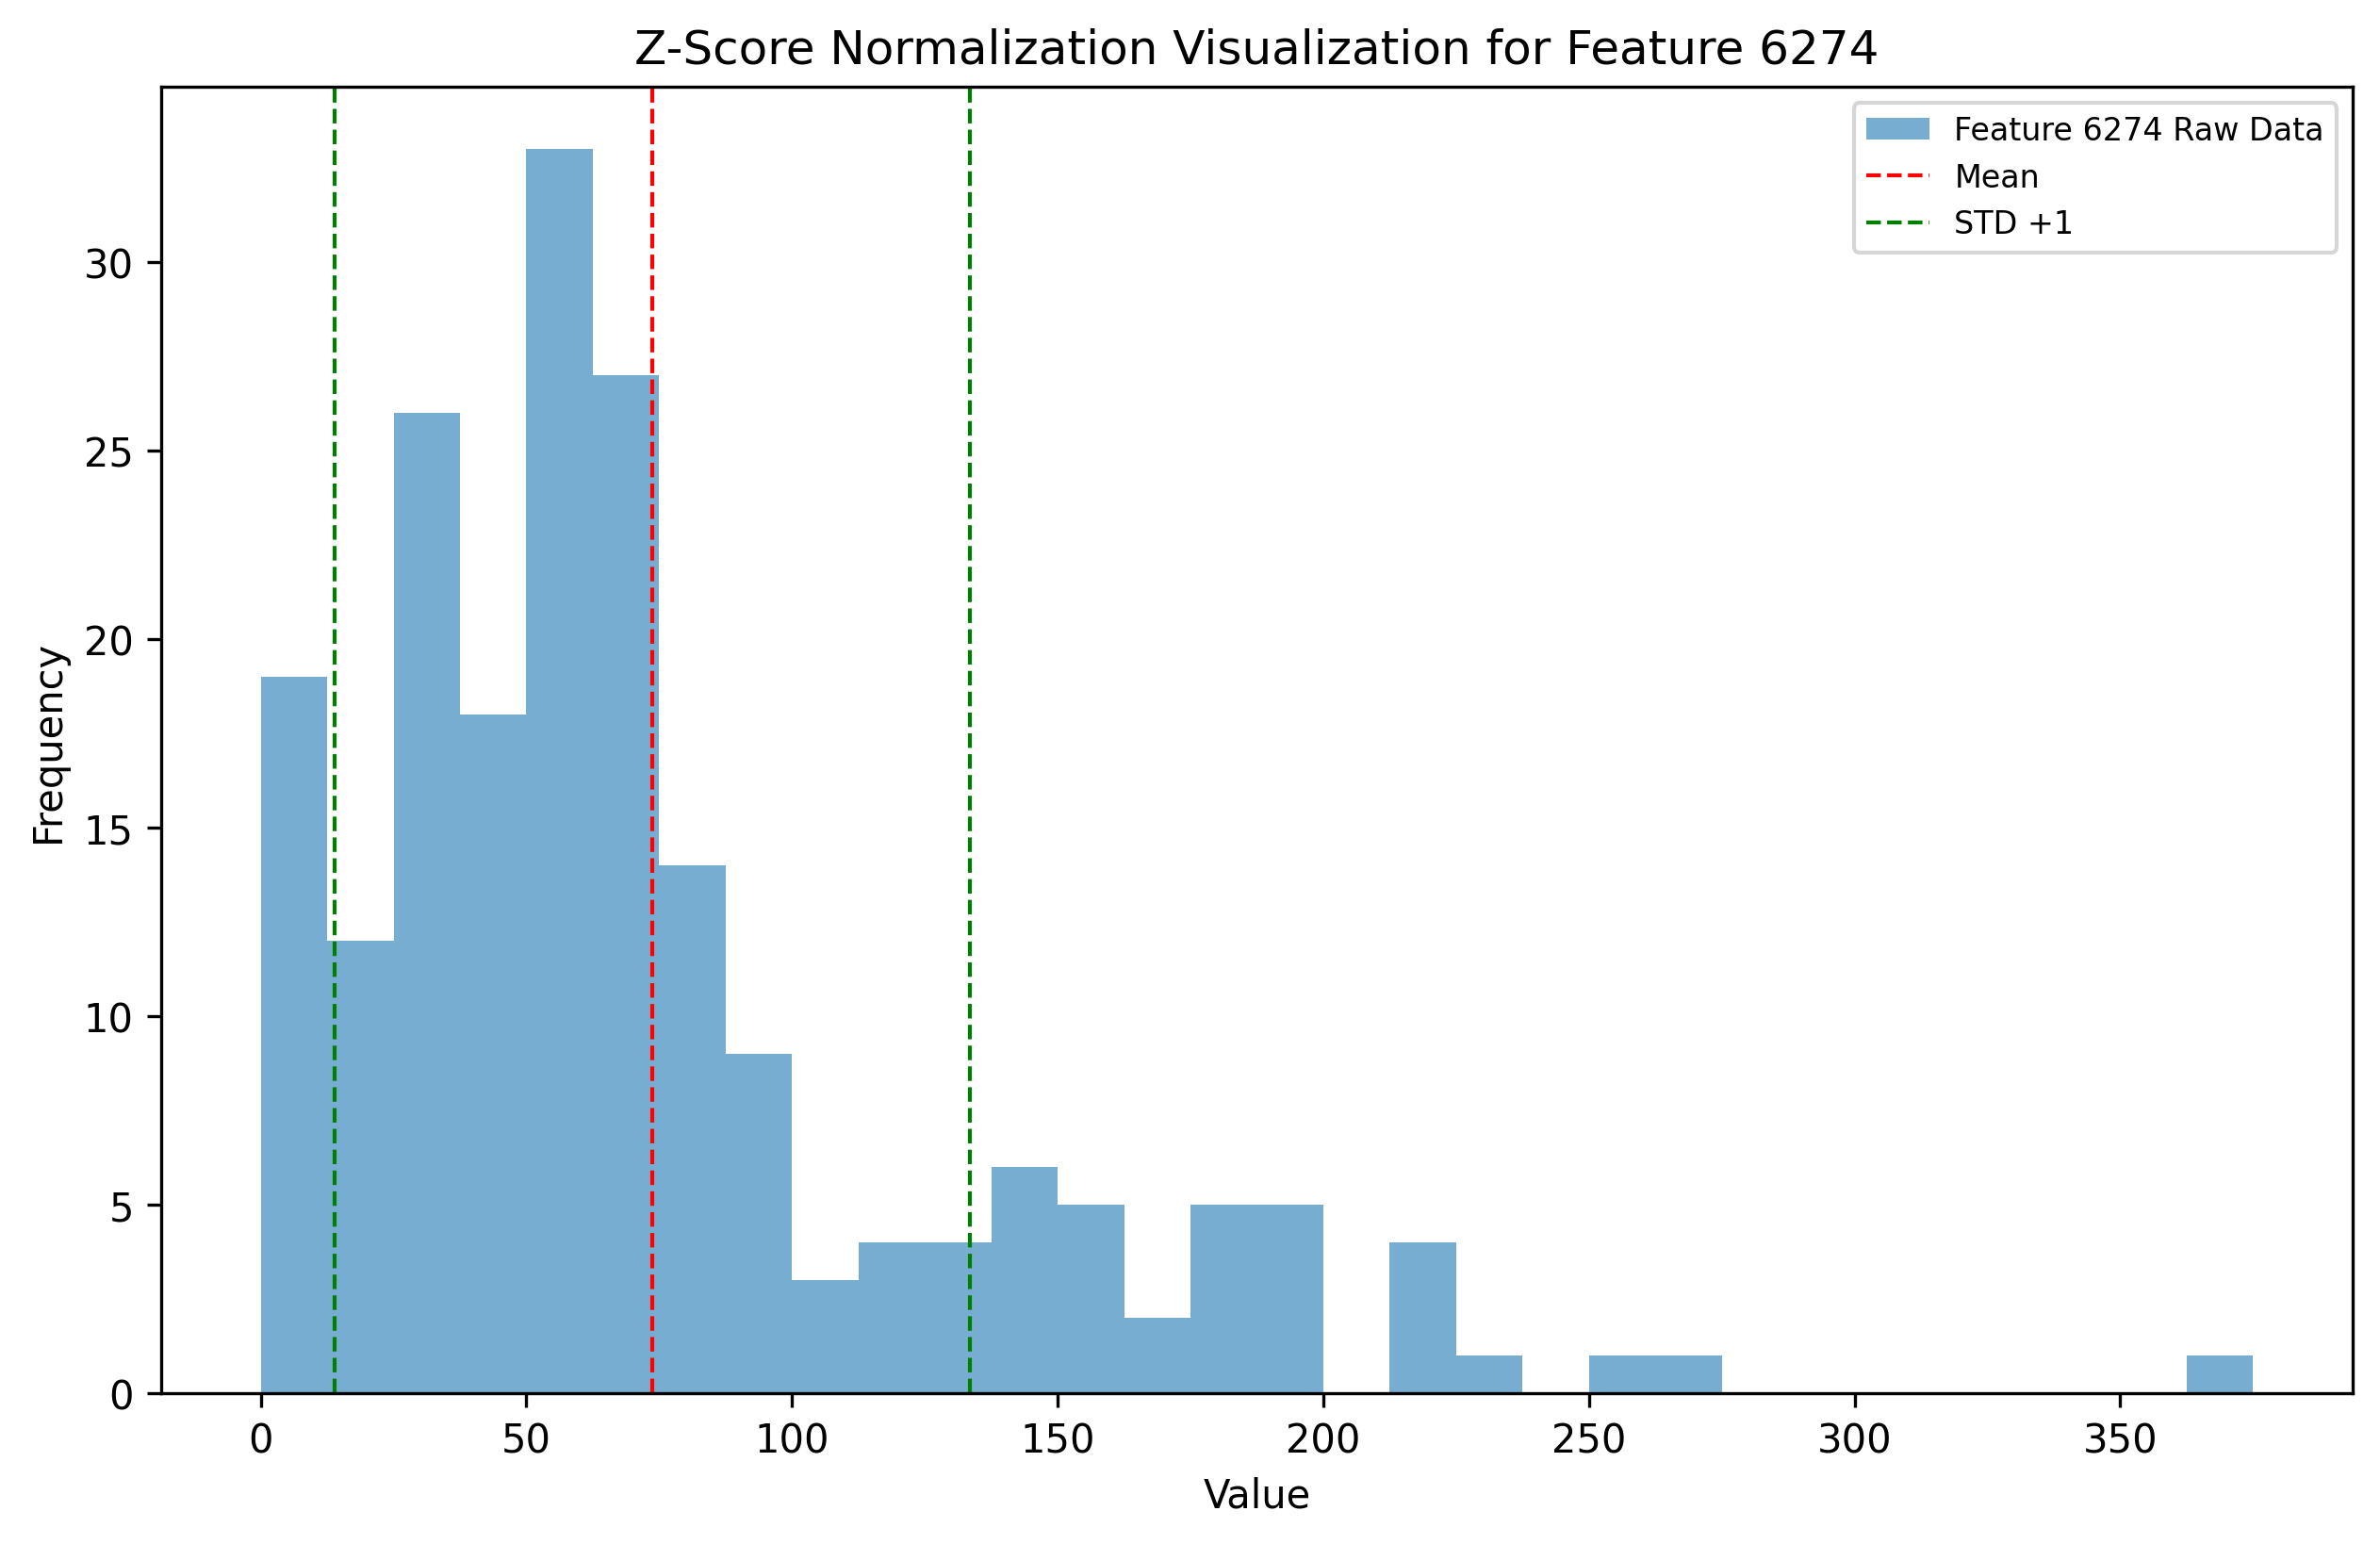 Z-Score Normalization Visualization for Feature 6274
Feature 6274 Raw Data
Mean
STD +1
Frequency
30
25
20
15
10
5
0
0 50 100 150 200 250 300 350
Value